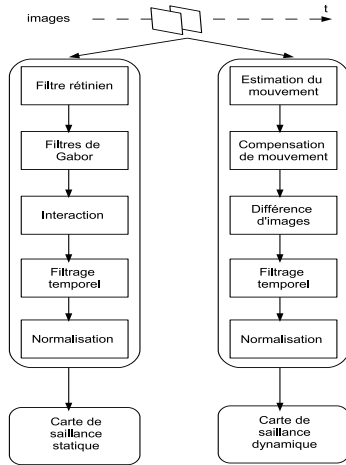 images
t
Filtre rétinien
Filtres de
Gabor
Interaction
Filtrage
temporel
Normalisation
Carte de
saillance
statique
Estimation du
mouvement
Compensation
de mouvement
Différence
d'images
Filtrage
temporel
Normalisation
Carte de
saillance
dynamique